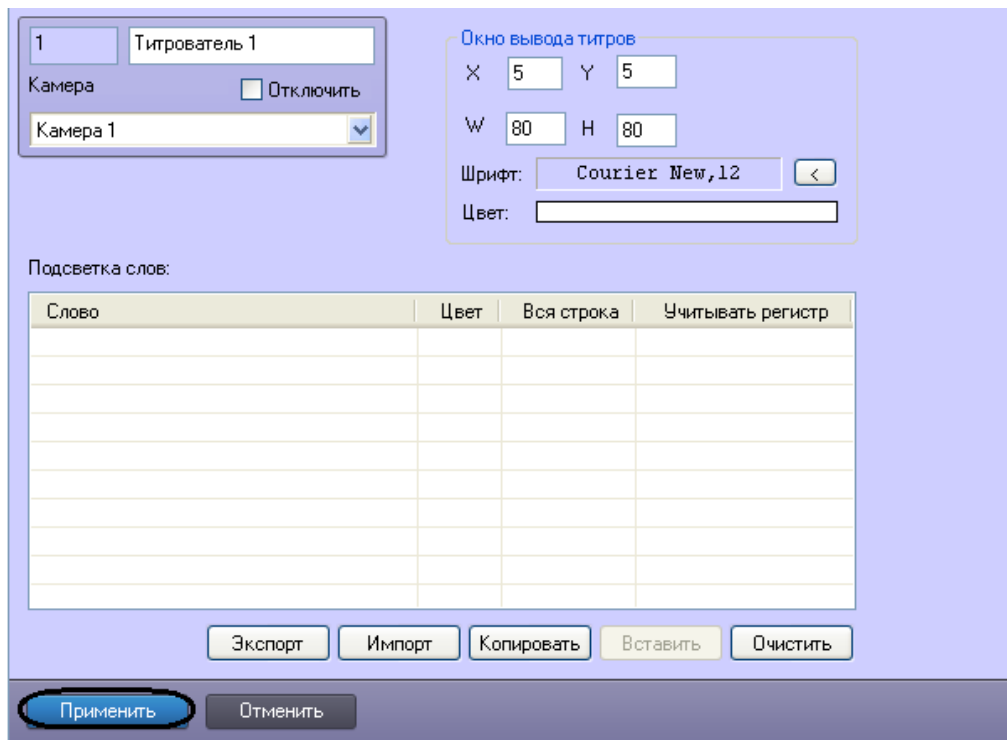 1 Титрователь 1
Камера Отключить
Камера 1
Окно вывода титров
X 5 Y 5
W 80 H 80
Шрифт: Courier New,12 <
Цвет:
Подсветка слов:
Слово Цвет Вся строка Учитывать регистр
Экспорт Импорт Копировать Вставить Очистить
Применить Отменить